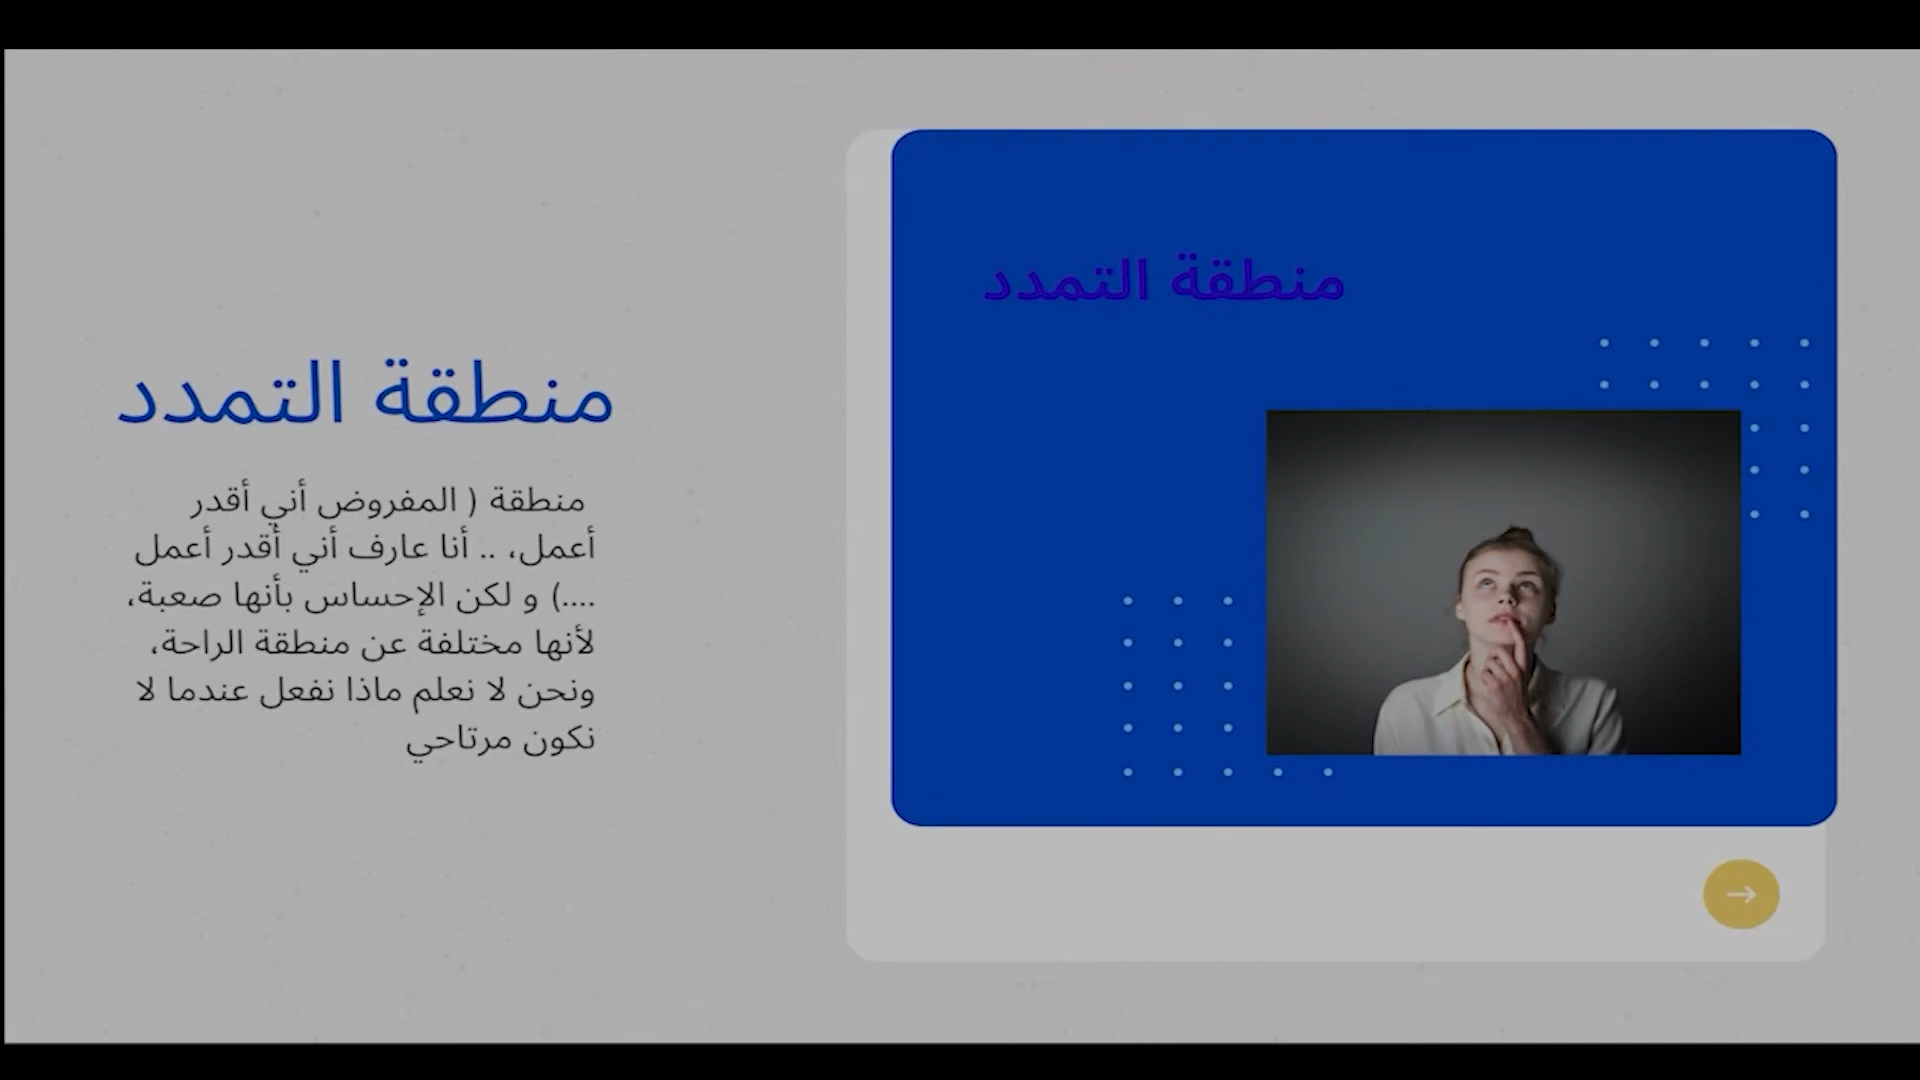 منطقة التمدد
منطقة التمدد
منطقة ( المفروض أني أقدر
أعمل، .. أنا عارف أني أقدر أعمل
....) و لكن الإحساس بأنها صعبة،
لأنها مختلفة عن منطقة الراحة،
ونحن لا نعلم ماذا نفعل عندما لا
نكون مرتاحي